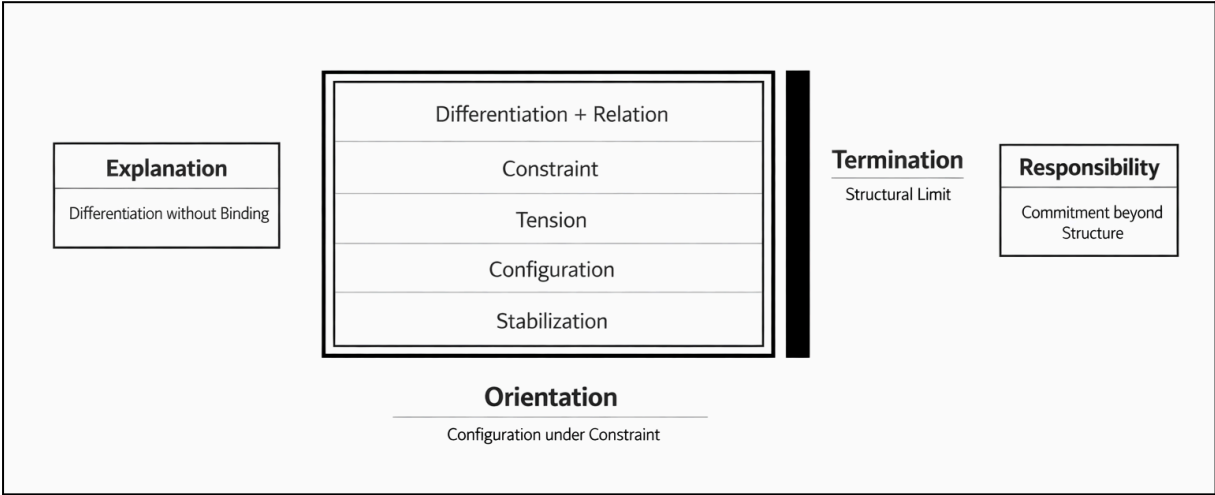 Explanation
Differentiation without Binding
Differentiation + Relation
Constraint
Tension
Configuration
Stabilization
Orientation
Configuration under Constraint
Termination
Structural Limit
Responsibility
Commitment beyond
Structure